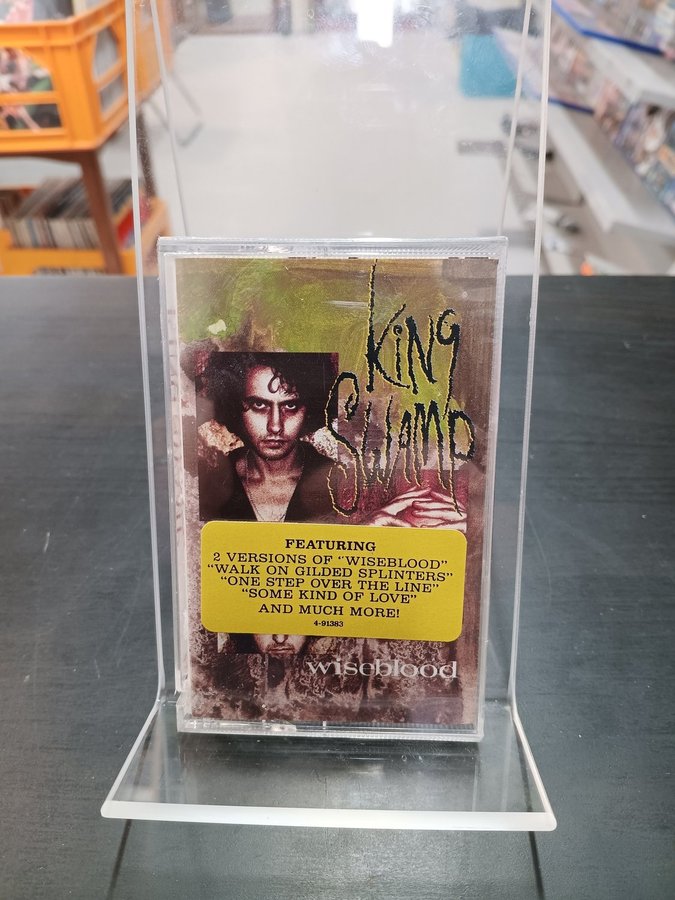 King
Swamp
FEATURING
2 VERSIONS OF "WISEBLOOD"
"WALK ON GILDED SPLINTERS"
"ONE STEP OVER THE LINE"
"SOME KIND OF LOVE"
AND MUCH MORE!
4-91383
wiseblood